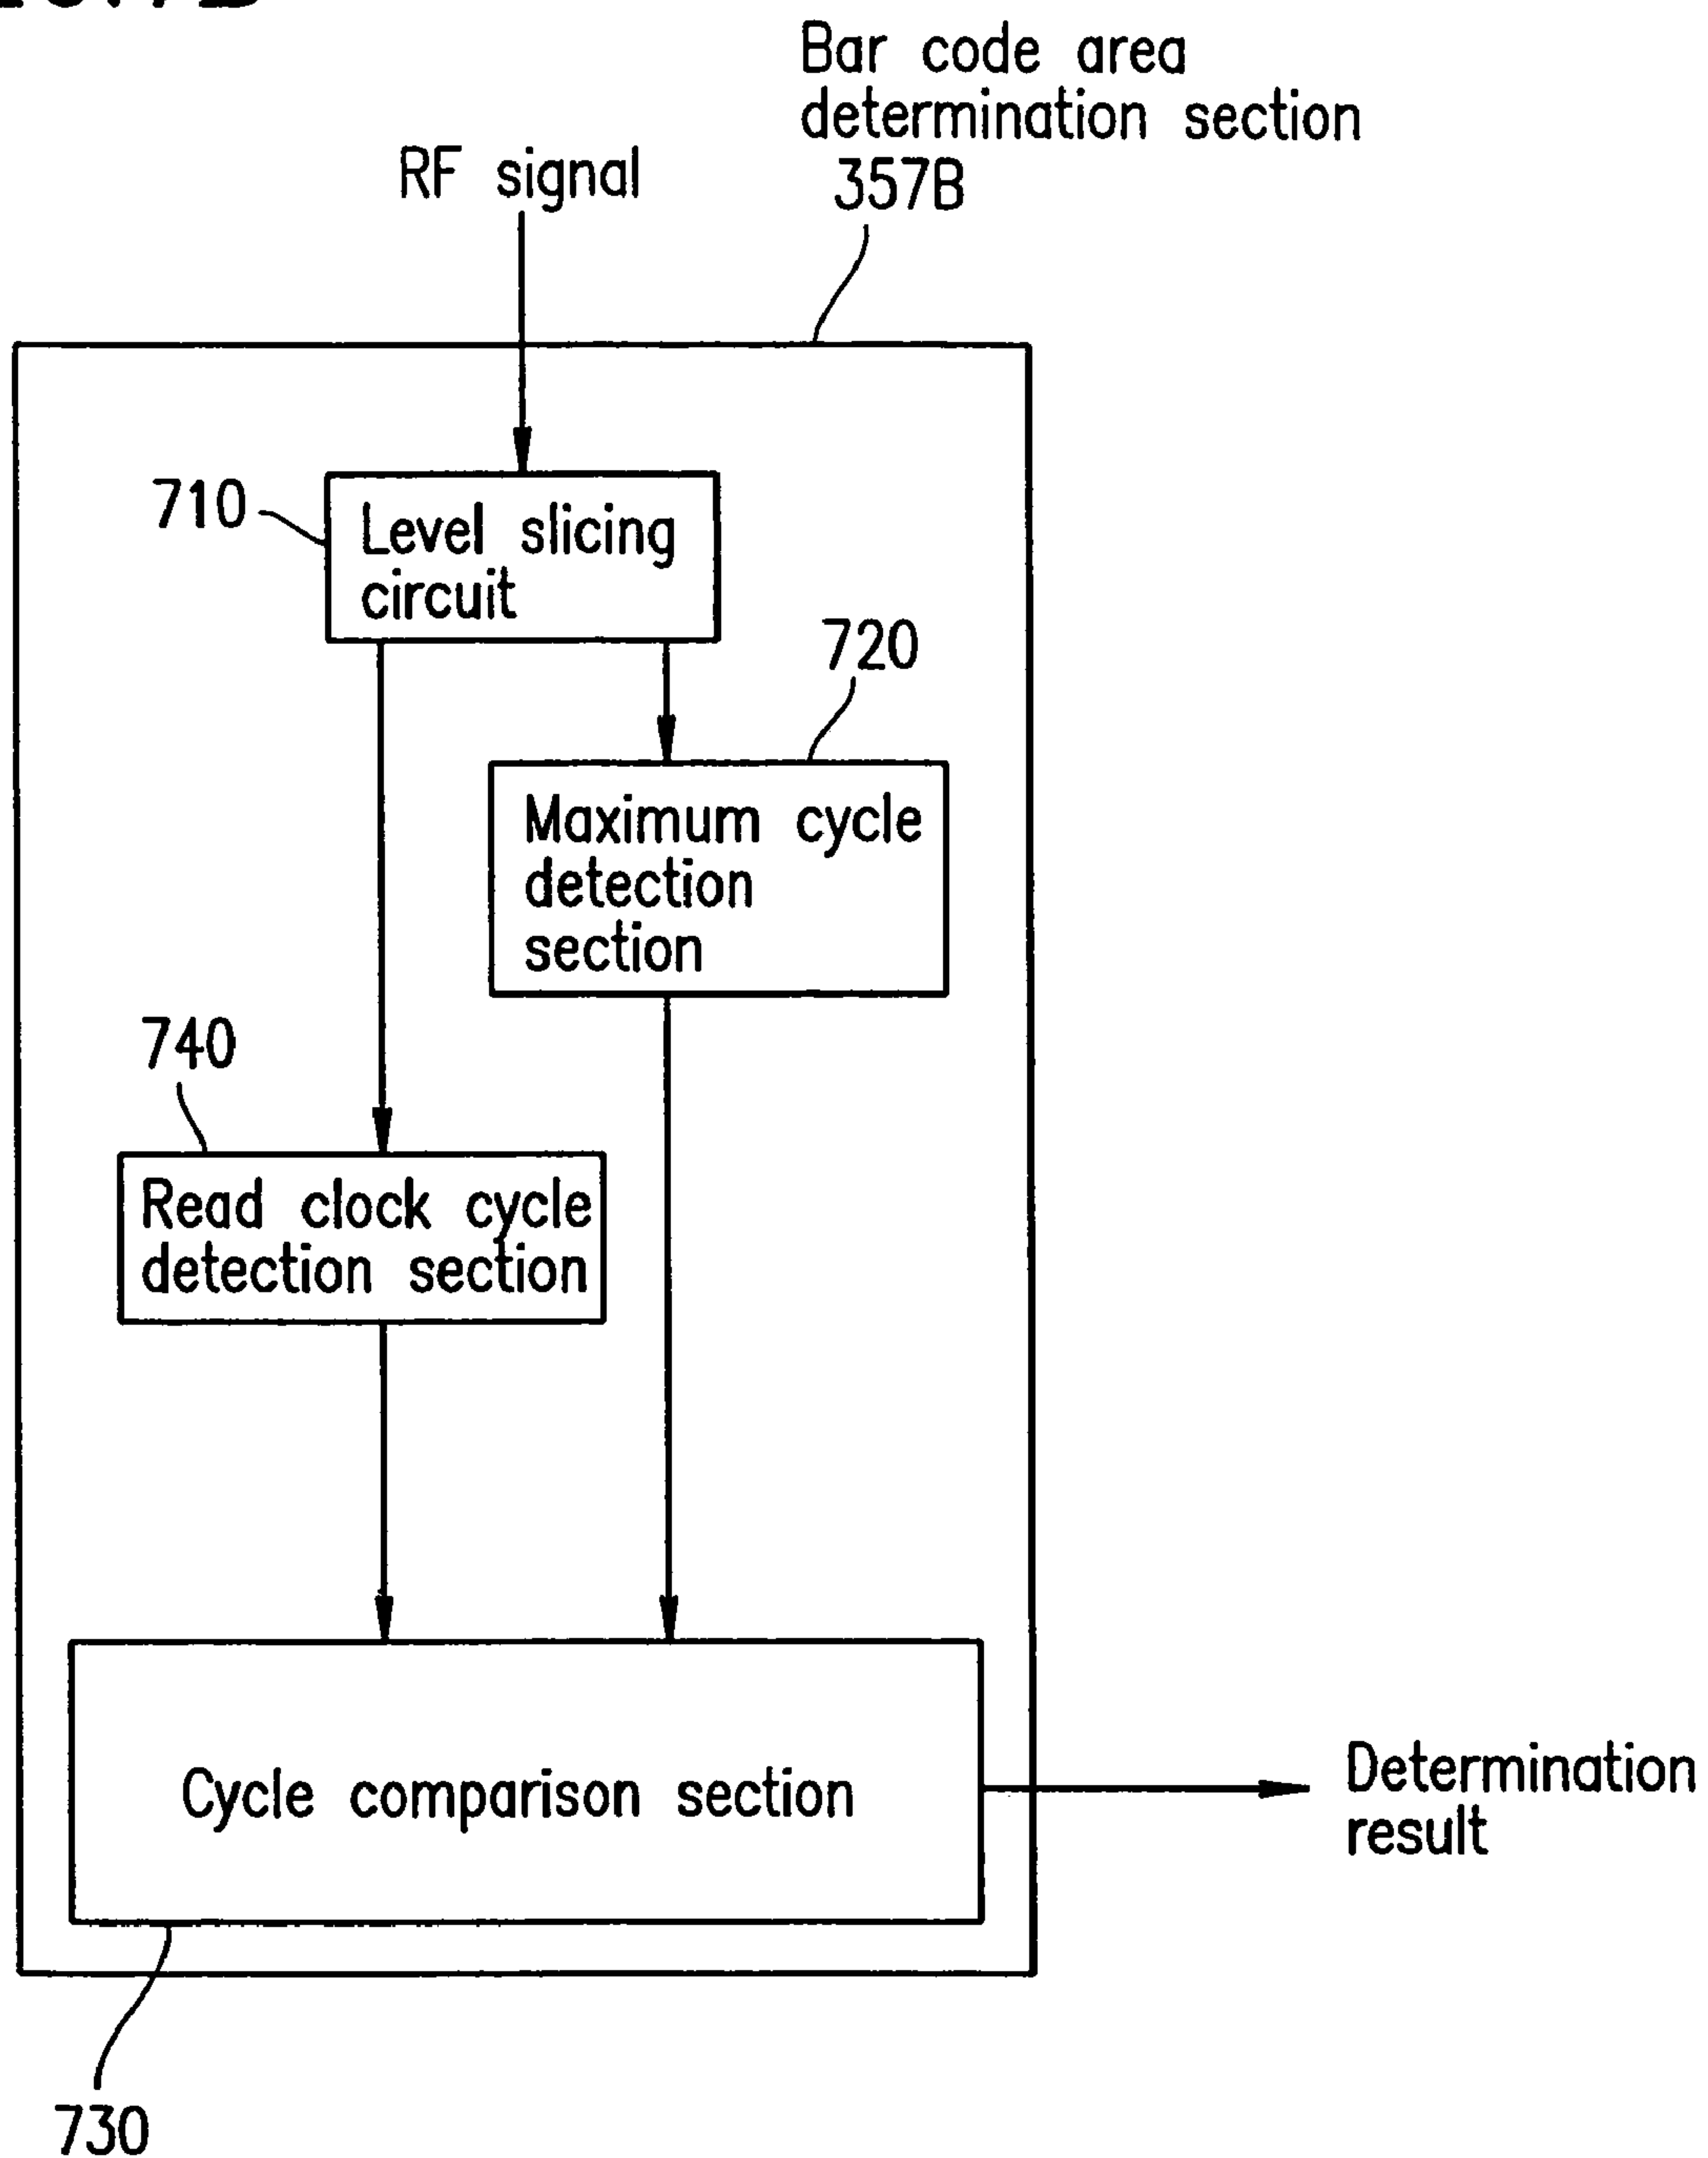 Bar code area
determination section
357B
RF signal
710
Level slicing
circuit
720
Maximum cycle
detection
section
740
Read clock cycle
detection section
Cycle comparison section
Determination
result
730